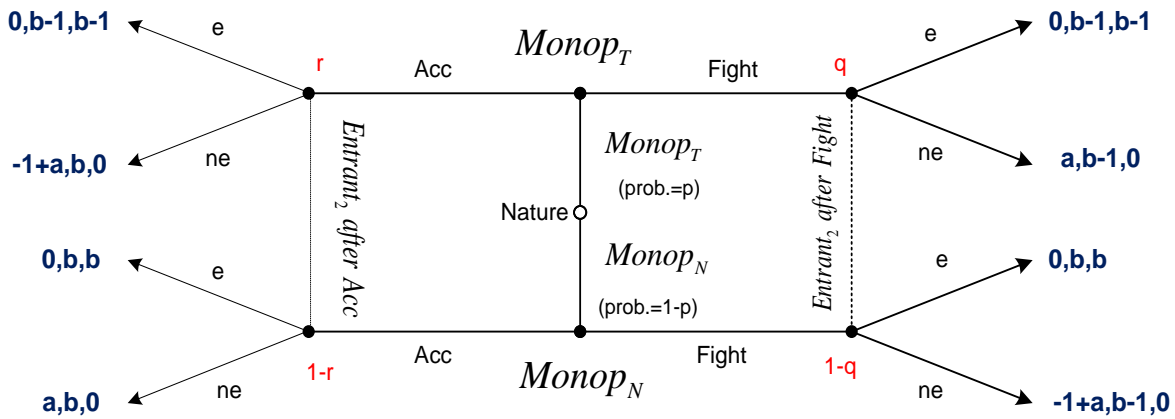 0,b-1,b-1
e
r
Acc
Monop_T
Fight
q
e
0,b-1,b-1
-1+a,b,0
ne
Entrant_2 after Acc
Monop_T
(prob.=p)
Nature
Entrant_2 after Fight
ne
a,b-1,0
0,b,b
e
Monop_N
(prob.=1-p)
e
0,b,b
a,b,0
ne
1-r
Acc
Monop_N
Fight
1-q
ne
-1+a,b-1,0